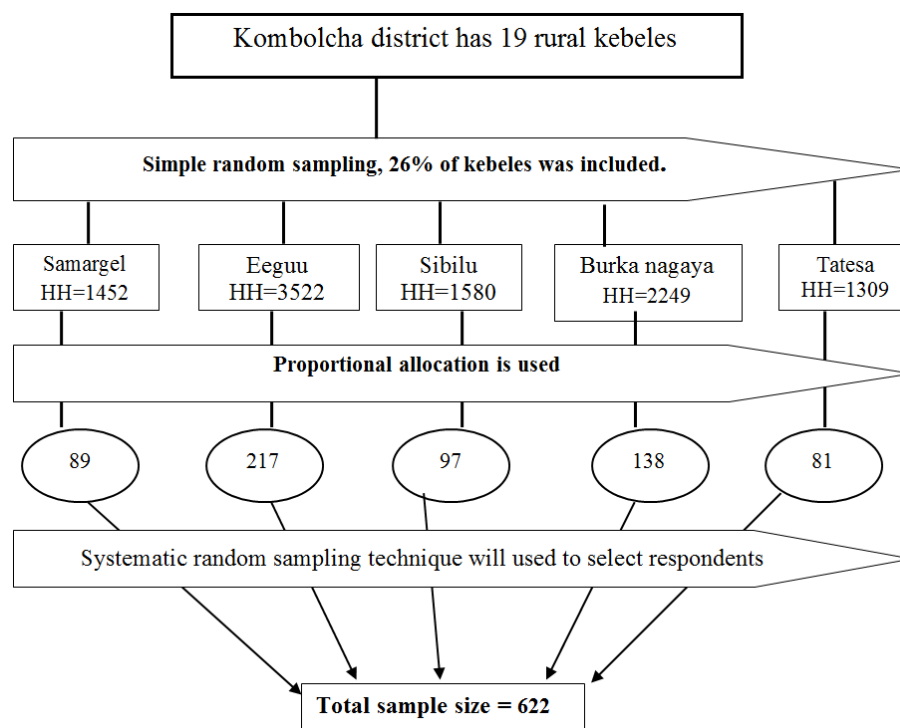 Kombolcha district has 19 rural kebeles
Simple random sampling, 26% of kebeles was included.
Samargel
HH=1452
Eeguu
HH=3522
Sibilu
HH=1580
Burka nagaya
HH=2249
Tatesa
HH=1309
Proportional allocation is used
89
217
97
138
81
Systematic random sampling technique will used to select respondents
Total sample size = 622